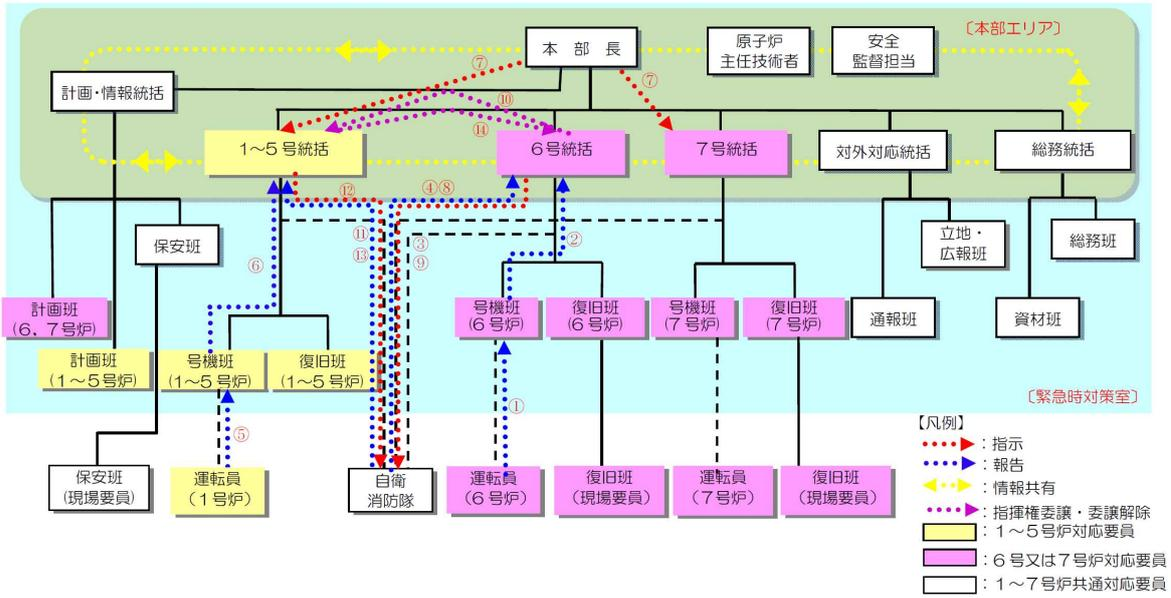 本部長
原子炉
主任技術者
安全
監督担当
〔本部エリア〕
計画・情報統括
⑦
⑦
⑩
⑭
1~5号統括
6号統括
7号統括
対外対応統括
総務統括
⑫
④⑧
⑪
⑬
③
⑨
②
⑥
保安班
立地・
広報班
総務班
計画班
(6.7号炉)
号機班
(6号炉)
復旧班
(6号炉)
号機班
(7号炉)
復旧班
(7号炉)
通報班
資材班
計画班
(1~5号炉)
号機班
(1~5号炉)
復旧班
(1~5号炉)
〔緊急時対策室〕
①
⑤
保安班
(現場要員)
運転員
(1号炉)
自衛
消防隊
運転員
(6号炉)
復旧班
(現場要員)
運転員
(7号炉)
復旧班
(現場要員)
【凡例】
:指示
:報告
:情報共有
:指揮権委譲・委譲解除
:1~5号炉対応要員
:6号又は7号炉対応要員
:1~7号炉共通対応要員